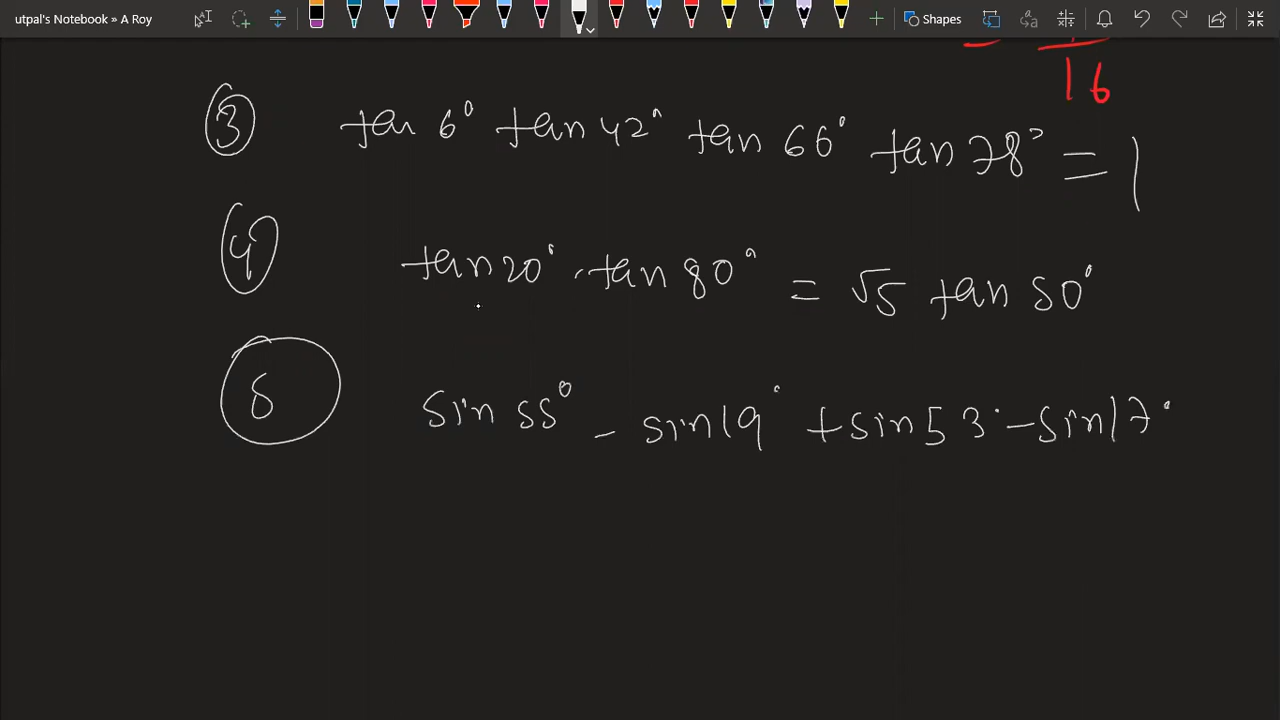 utpal's Notebook » A Roy
Shapes
16
③ tan 6° tan 42° tan 66° tan 78° = 1
④ tan 20° · tan 80° = √5 tan 50°
⑤ sin 55° - sin 19° + sin 53° - sin 17°